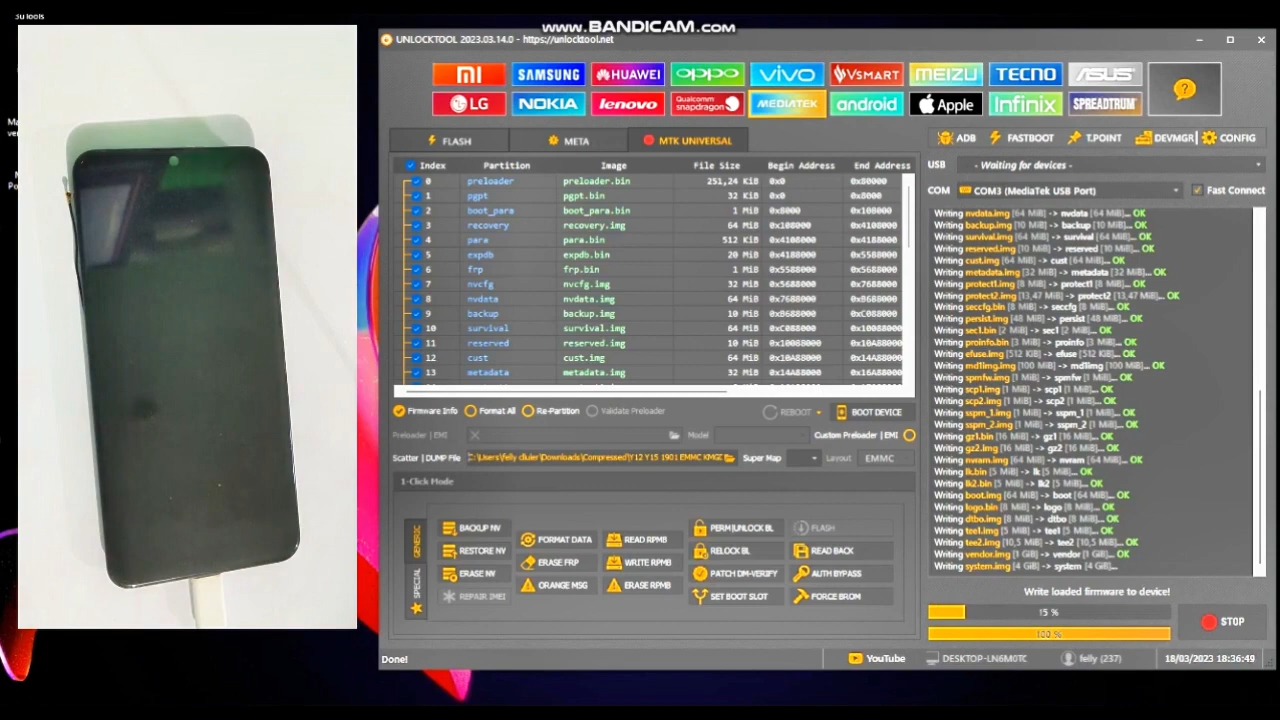 3uTools
www.BANDICAM.com
UNLOCKTOOL 2023.03.14.0 - https://unlocktool.net
MI SAMSUNG HUAWEI OPPO VIVO VSMART MEIZU TECNO ASUS
LG NOKIA lenovo Qualcomm snapdragon MEDIATEK android Apple Infinix SPREADTRUM
FLASH META MTK UNIVERSAL
ADB FASTBOOT T.POINT DEVMGR CONFIG
USB - Waiting for devices -
COM COM3 (MediaTek USB Port) Fast Connect
Index Partition Image File Size Begin Address End Address
0 preloader preloader.bin 251,24 KiB 0x0 0x80000
1 pgpt pgpt.bin 32 KiB 0x0 0x8000
2 boot_para boot_para.bin 1 MiB 0x8000 0x108000
3 recovery recovery.img 64 MiB 0x108000 0x4108000
4 para para.bin 512 KiB 0x4108000 0x4188000
5 expdb expdb.bin 20 MiB 0x4188000 0x5588000
6 frp frp.bin 1 MiB 0x5588000 0x5688000
7 nvcfg nvcfg.img 32 MiB 0x5688000 0x7688000
8 nvdata nvdata.img 64 MiB 0x7688000 0xB688000
9 backup backup.img 10 MiB 0xB688000 0xC088000
10 survival survival.img 64 MiB 0xC088000 0x10088000
11 reserved reserved.img 10 MiB 0x10088000 0x10A88000
12 cust cust.img 64 MiB 0x10A88000 0x14A88000
13 metadata metadata.img 32 MiB 0x14A88000 0x16A88000
Firmware Info Format All Re-Partition Validate Preloader REBOOT BOOT DEVICE
Preloader | EMI Model Custom Preloader | EMI
Scatter | DUMP File C:\Users\felly cluier\Downloads\Compressed\Y12 Y15 1901 EMMC KMGD Super Map Layout EMMC
1-Click Mode
GENERIC
SPECIAL
BACKUP NV
RESTORE NV
ERASE NV
REPAIR IMEI
FORMAT DATA
ERASE FRP
ORANGE MSG
READ RPMB
WRITE RPMB
ERASE RPMB
PERM|UNLOCK BL
RELOCK BL
PATCH DM-VERIFY
SET BOOT SLOT
FLASH
READ BACK
AUTH BYPASS
FORCE BROM
Writing nvdata.img [64 MiB] -> nvdata [64 MiB]... OK
Writing backup.img [10 MiB] -> backup [10 MiB]... OK
Writing survival.img [64 MiB] -> survival [64 MiB]... OK
Writing reserved.img [10 MiB] -> reserved [10 MiB]... OK
Writing cust.img [64 MiB] -> cust [64 MiB]... OK
Writing metadata.img [32 MiB] -> metadata [32 MiB]... OK
Writing protect1.img [8 MiB] -> protect1 [8 MiB]... OK
Writing protect2.img [13,47 MiB] -> protect2 [13,47 MiB]... OK
Writing seccfg.bin [8 MiB] -> seccfg [8 MiB]... OK
Writing persist.img [48 MiB] -> persist [48 MiB]... OK
Writing sec1.bin [2 MiB] -> sec1 [2 MiB]... OK
Writing proinfo.bin [3 MiB] -> proinfo [3 MiB]... OK
Writing efuse.img [512 KiB] -> efuse [512 KiB]... OK
Writing md1img.img [100 MiB] -> md1img [100 MiB]... OK
Writing spmfw.img [1 MiB] -> spmfw [1 MiB]... OK
Writing scp1.img [1 MiB] -> scp1 [1 MiB]... OK
Writing scp2.img [1 MiB] -> scp2 [1 MiB]... OK
Writing sspm_1.img [1 MiB] -> sspm_1 [1 MiB]... OK
Writing sspm_2.img [1 MiB] -> sspm_2 [1 MiB]... OK
Writing gz1.bin [16 MiB] -> gz1 [16 MiB]... OK
Writing gz2.img [16 MiB] -> gz2 [16 MiB]... OK
Writing nvram.img [64 MiB] -> nvram [64 MiB]... OK
Writing lk.bin [5 MiB] -> lk [5 MiB]... OK
Writing lk2.bin [5 MiB] -> lk2 [5 MiB]... OK
Writing boot.img [64 MiB] -> boot [64 MiB]... OK
Writing logo.bin [8 MiB] -> logo [8 MiB]... OK
Writing dtbo.img [8 MiB] -> dtbo [8 MiB]... OK
Writing tee1.img [5 MiB] -> tee1 [5 MiB]... OK
Writing tee2.img [10,5 MiB] -> tee2 [10,5 MiB]... OK
Writing vendor.img [1 GiB] -> vendor [1 GiB]... OK
Writing system.img [4 GiB] -> system [4 GiB]...
Write loaded firmware to device!
15 %
100 %
STOP
Done! YouTube DESKTOP-LN6M0TC felly (237) 18/03/2023 18:36:49